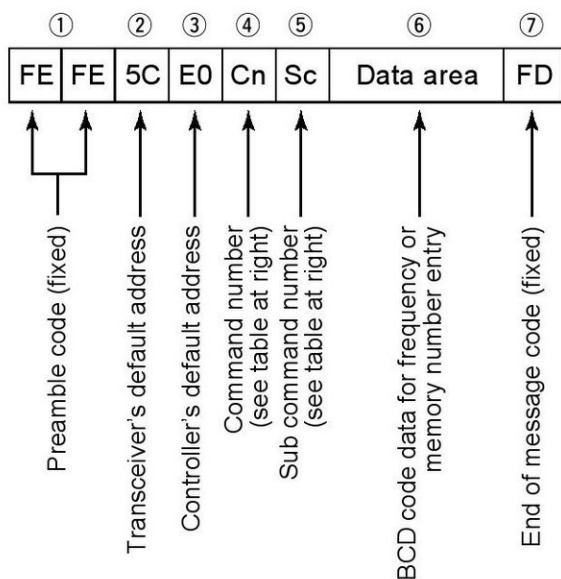 ① ② ③ ④ ⑤ ⑥ ⑦
FE FE 5C E0 Cn Sc Data area FD
Preamble code (fixed)
Transceiver's default address
Controller's default address
Command number
(see table at right)
Sub command number
(see table at right)
BCD code data for frequency or
memory number entry
End of message code (fixed)